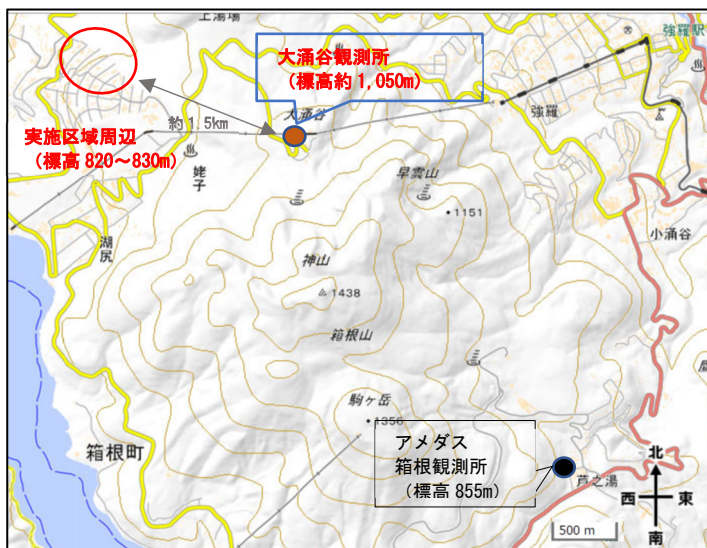 上湯場
強羅駅
大涌谷観測所
（標高約 1,050m）
大涌谷
強羅
約 1.5km
実施区域周辺
（標高 820～830m）
姥子
早雲山
1151
小涌谷
湖尻
神山
1438
箱根山
駒ヶ岳
1356
アメダス
箱根観測所
（標高 855m）
箱根町
芦之湯
北
西
東
南
500 m